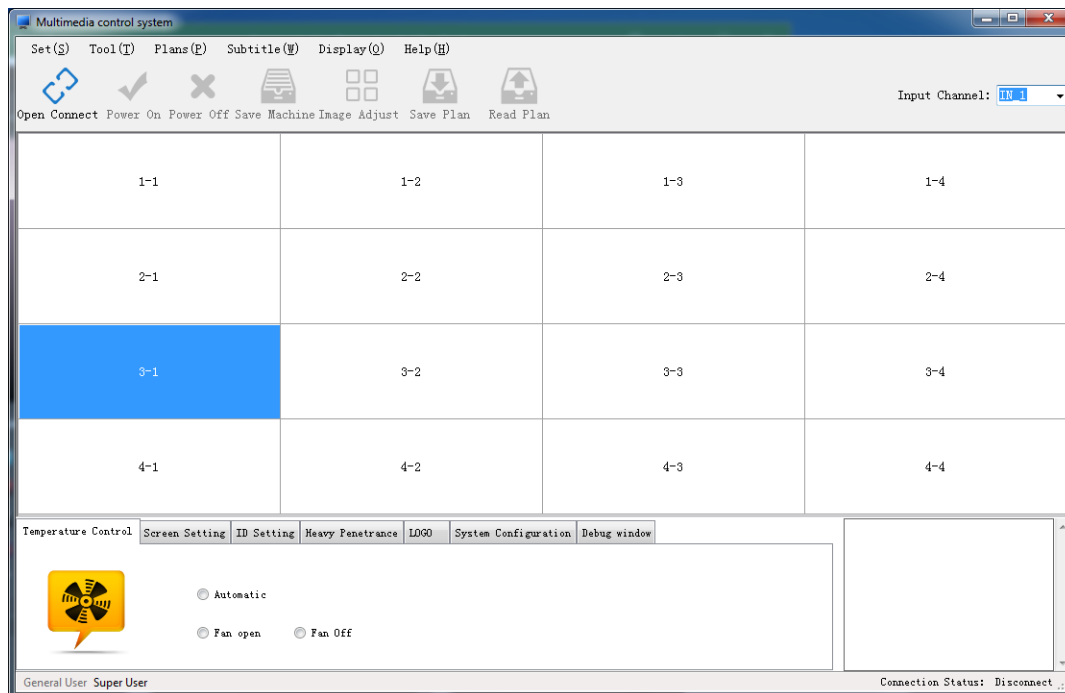 Multimedia control system
Set(S) Tool(T) Plans(P) Subtitle(W) Display(O) Help(H)
Open Connect Power On Power Off Save Machine Image Adjust Save Plan Read Plan
Input Channel: IN_1
1-1 1-2 1-3 1-4
2-1 2-2 2-3 2-4
3-1 3-2 3-3 3-4
4-1 4-2 4-3 4-4
Temperature Control Screen Setting ID Setting Heavy Penetrance LOGO System Configuration Debug window
Automatic
Fan open Fan Off
General User Super User Connection Status: Disconnect